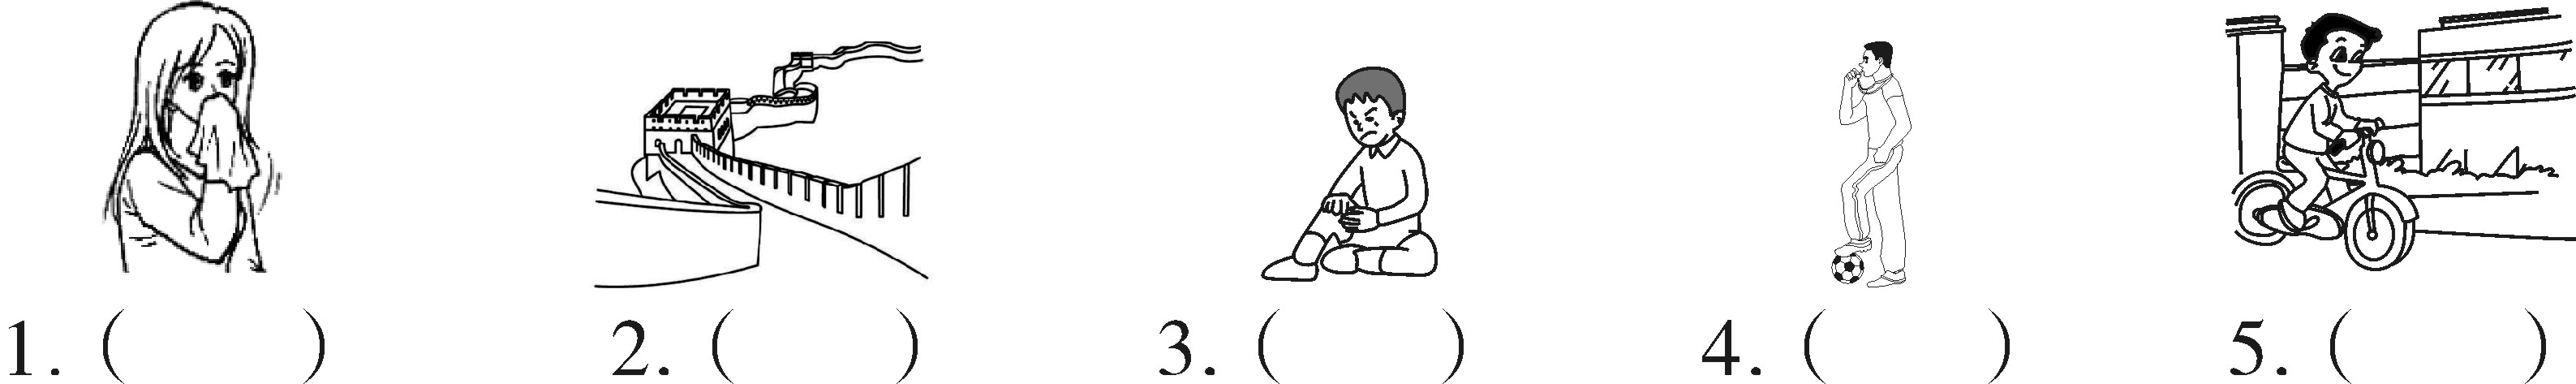 1. (    ) 2. (    ) 3. (    ) 4. (    ) 5. (    )